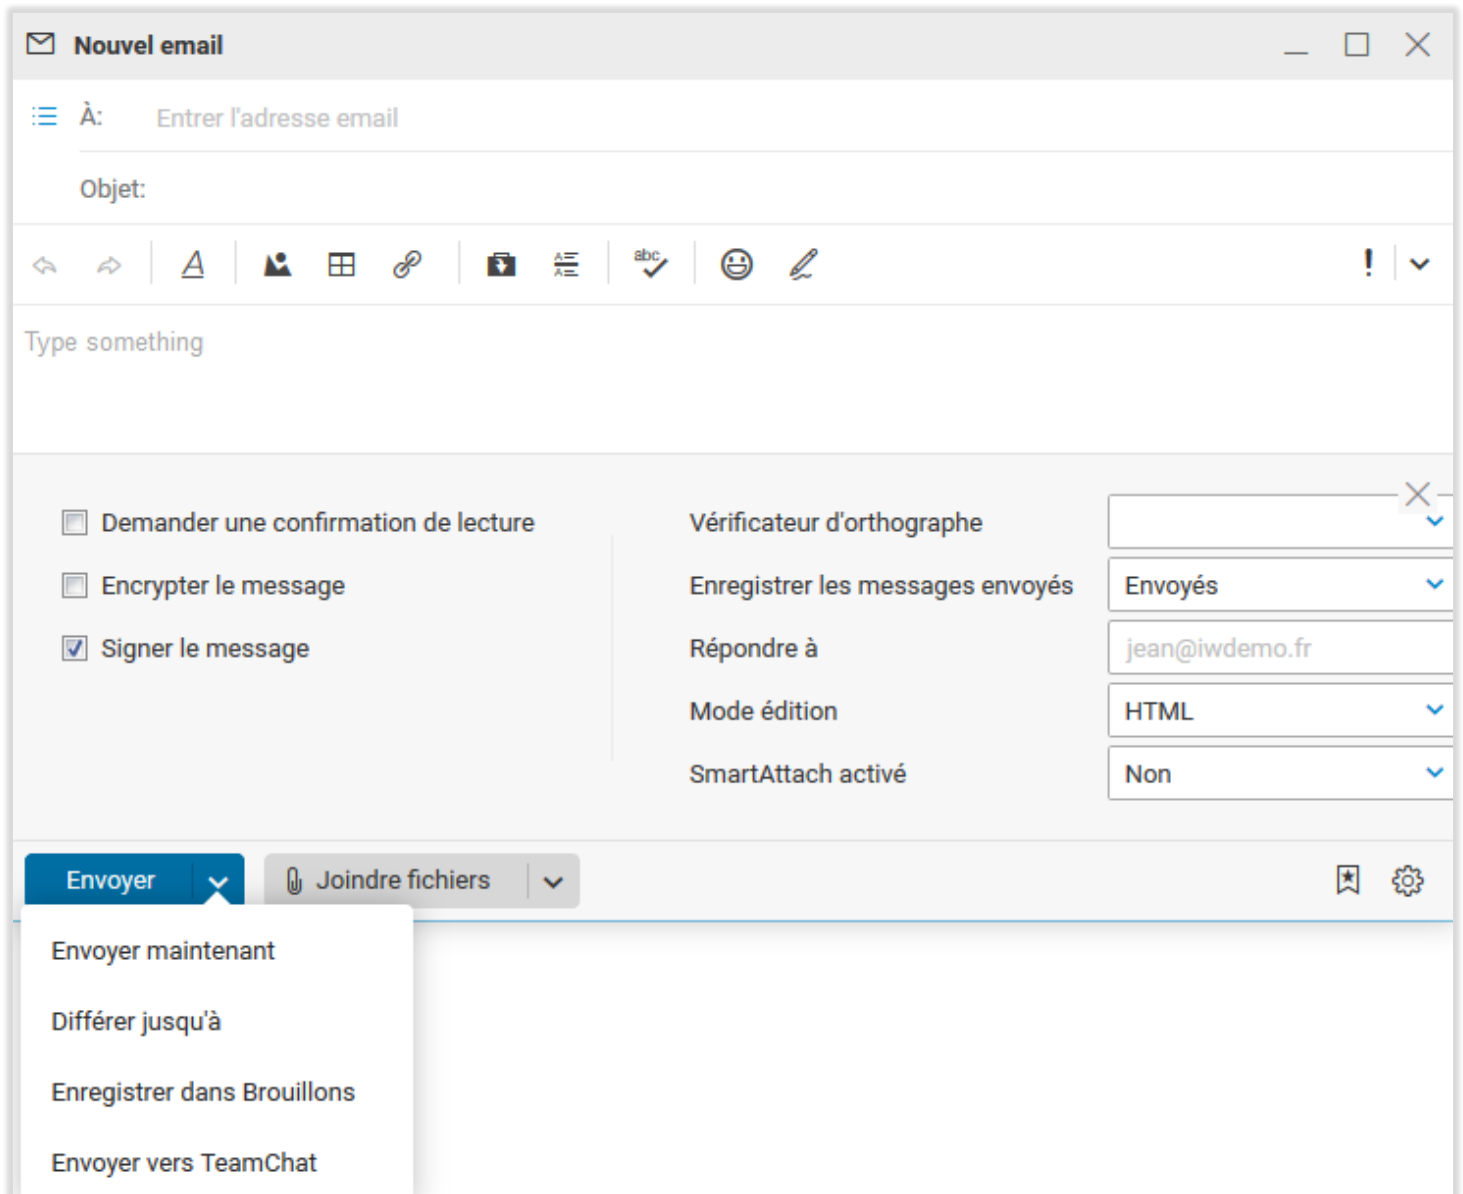 Nouvel email
À: Entrer l'adresse email
Objet:
A abc !
Type something
Demander une confirmation de lecture Vérificateur d'orthographe
Encrypter le message Enregistrer les messages envoyés Envoyés
Signer le message Répondre à jean@iwdemo.fr
Mode édition HTML
SmartAttach activé Non
Envoyer Joindre fichiers
Envoyer maintenant
Différer jusqu'à
Enregistrer dans Brouillons
Envoyer vers TeamChat